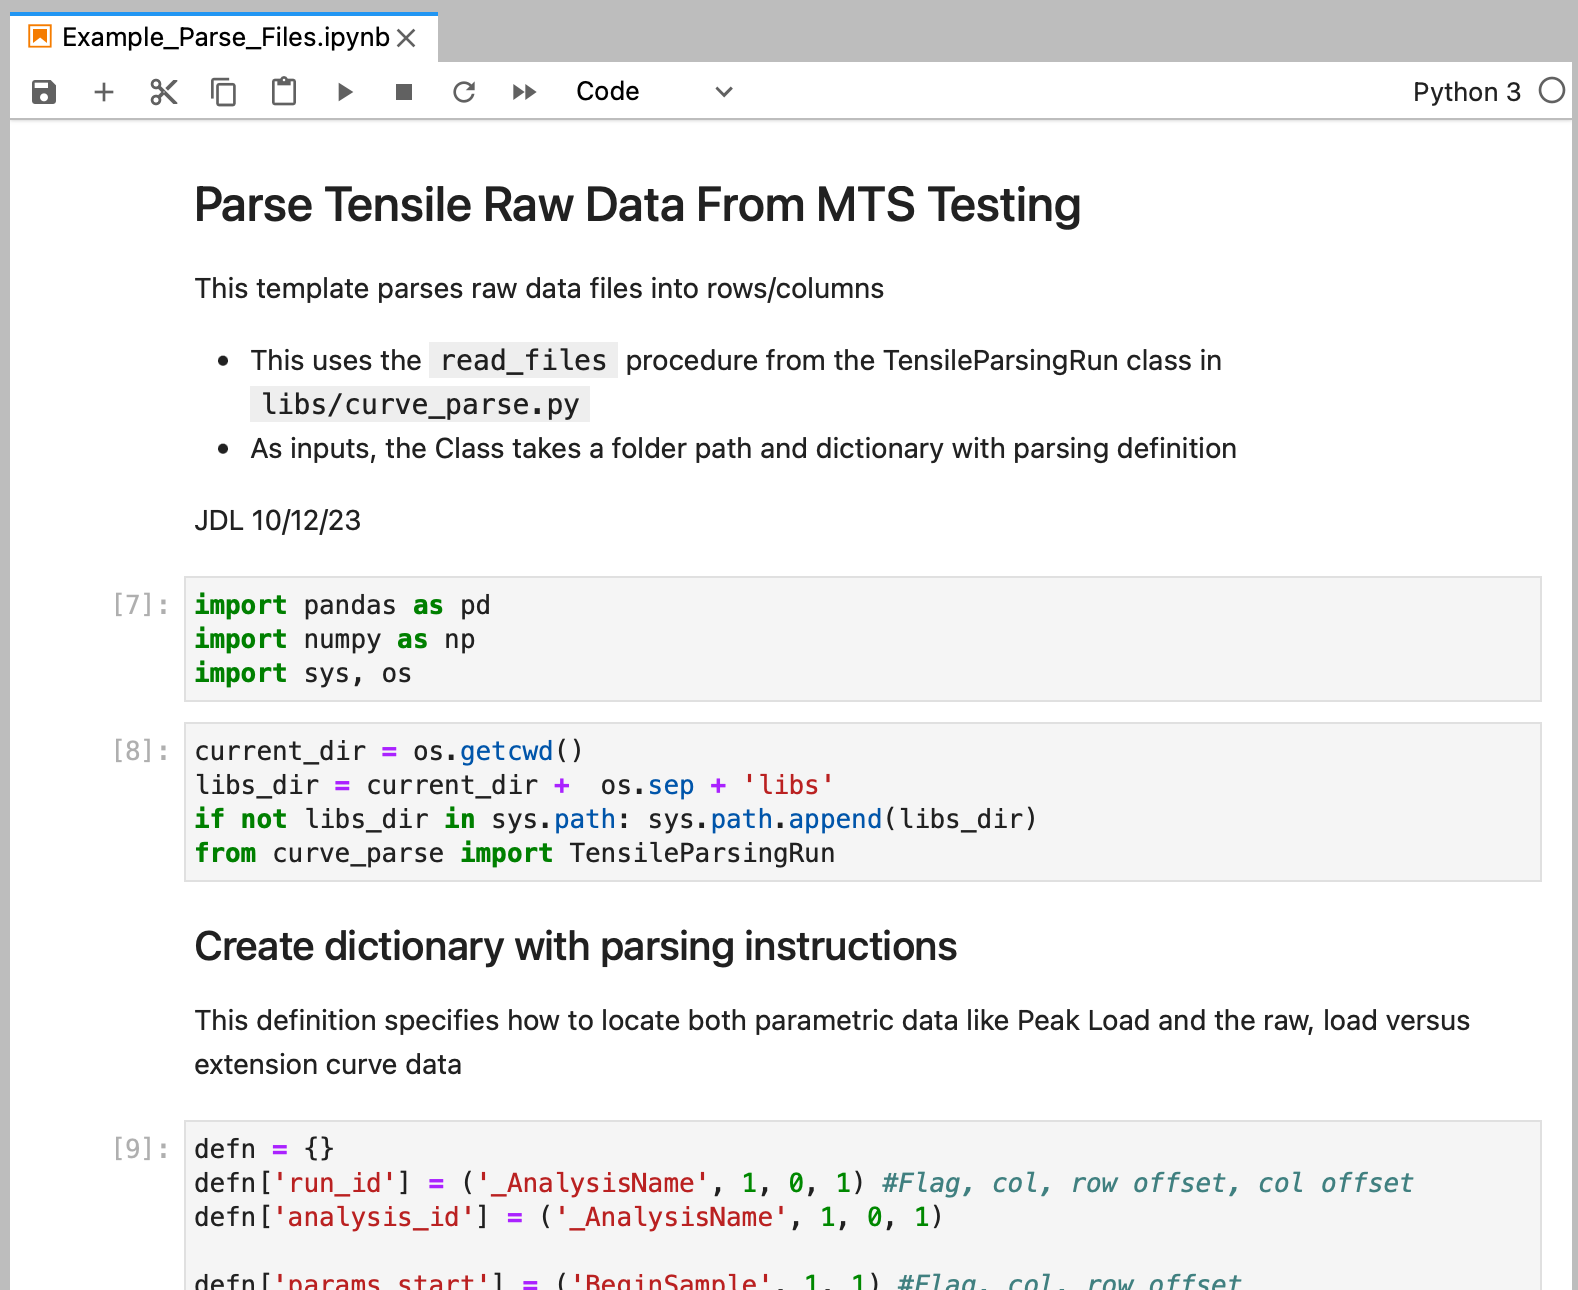 Example_Parse_Files.ipynb
Code
Python 3
Parse Tensile Raw Data From MTS Testing
This template parses raw data files into rows/columns
• This uses the read_files procedure from the TensileParsingRun class in
libs/curve_parse.py
• As inputs, the Class takes a folder path and dictionary with parsing definition
JDL 10/12/23
[7]:
import pandas as pd
import numpy as np
import sys, os
[8]:
current_dir = os.getcwd()
libs_dir = current_dir +  os.sep + 'libs'
if not libs_dir in sys.path: sys.path.append(libs_dir)
from curve_parse import TensileParsingRun
Create dictionary with parsing instructions
This definition specifies how to locate both parametric data like Peak Load and the raw, load versus
extension curve data
[9]:
defn = {}
defn['run_id'] = ('_AnalysisName', 1, 0, 1) #Flag, col, row offset, col offset
defn['analysis_id'] = ('_AnalysisName', 1, 0, 1)
defn['params_start'] = ('BeginSample', 1, 1) #Flag, col, row offset